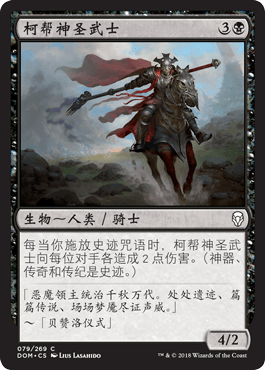 柯帮神圣武士 3
生物～人类／骑士
每当你施放史迹咒语时，柯帮神圣武
士向每位对手各造成２点伤害。（神器、
传奇和传纪是史迹。）
「恶魔领主统治千秋万代。处处遗迹、篇
篇传说、场场梦魇尽证声威。」
～「贝赞洛仪式」
4/2
079/269 C
DOM • CS LIUS LASAHIDO
™ & © 2018 Wizards of the Coast